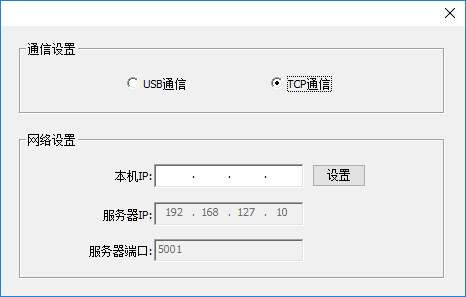 通信设置
USB通信 TCP通信
网络设置
本机IP: . . . 设置
服务器IP: 192 . 168 . 127 . 10
服务器端口: 5001